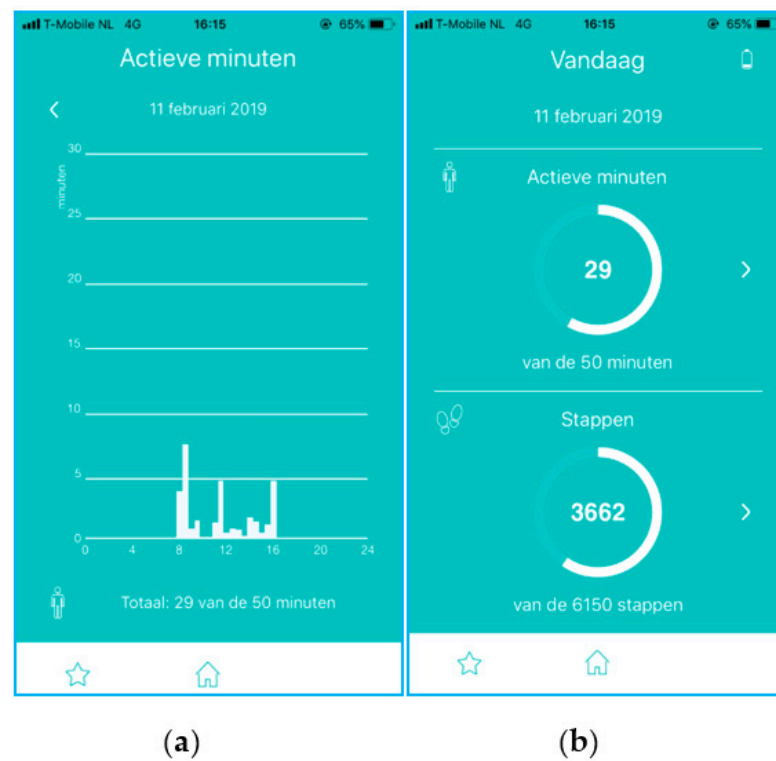 T-Mobile NL 4G 16:15 65%
Actieve minuten
11 februari 2019
minuten
30
25
20
15
10
5
0
0 4 8 12 16 20 24
Totaal: 29 van de 50 minuten
(a)
T-Mobile NL 4G 16:15 65%
Vandaag
11 februari 2019
Actieve minuten
29
van de 50 minuten
Stappen
3662
van de 6150 stappen
(b)